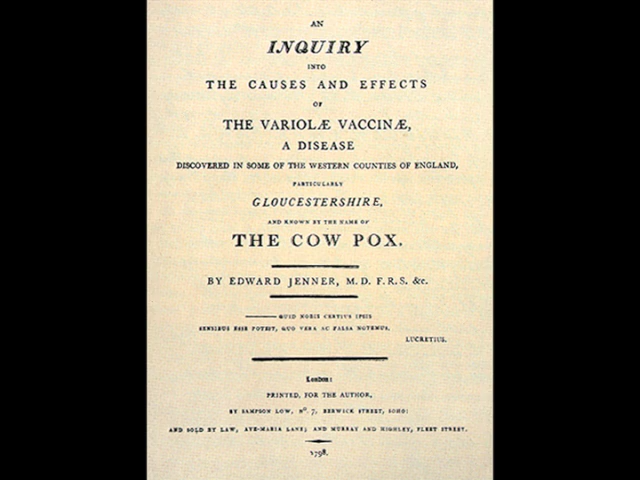 AN
INQUIRY
INTO
THE CAUSES AND EFFECTS
OF
THE VARIOLÆ VACCINÆ,
A DISEASE
DISCOVERED IN SOME OF THE WESTERN COUNTIES OF ENGLAND,
PARTICULARLY
GLOUCESTERSHIRE,
AND KNOWN BY THE NAME OF
THE COW POX.
BY EDWARD JENNER, M.D. F.R.S. &c.
QUID NOBIS CERTIUS IPSIS
SENSIBUS ESSE POTEST, QUO VERA AC FALSA NOTEMUS.
LUCRETIUS.
London:
PRINTED, FOR THE AUTHOR,
BY SAMPSON LOW, Nº. 7, BERWICK STREET, SOHO:
AND SOLD BY LAW, AVE-MARIA LANE; AND MURRAY AND HIGHLEY, FLEET STREET.
1798.